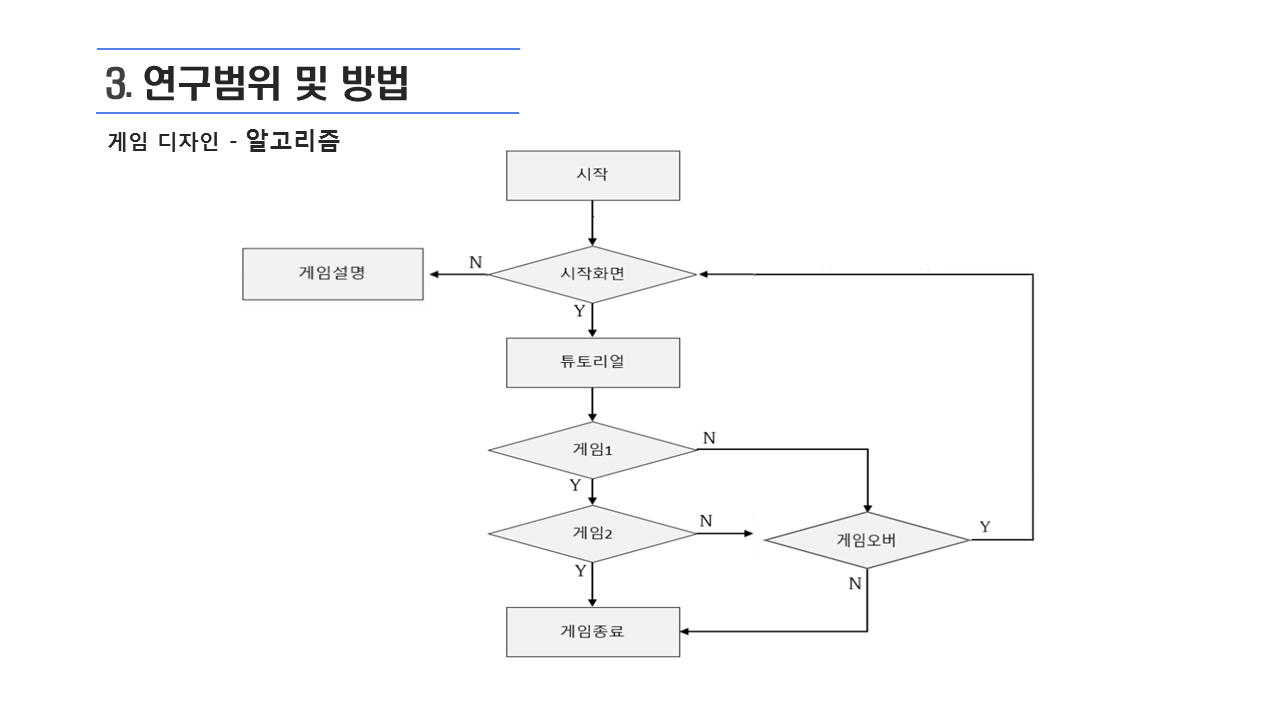 3. 연구범위 및 방법
게임 디자인 - 알고리즘
시작
게임설명
N
시작화면
Y
튜토리얼
게임1
N
Y
게임2
N
게임오버
Y
Y
N
게임종료